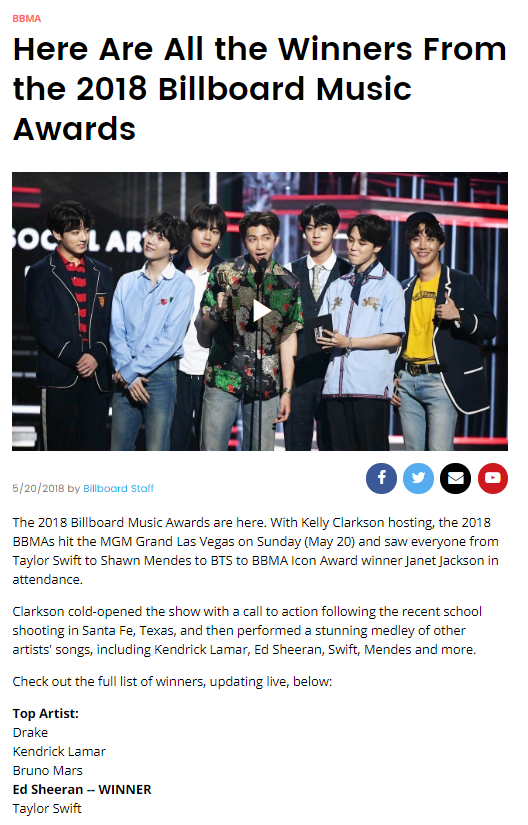 BBMA
Here Are All the Winners From
the 2018 Billboard Music
Awards
SOCIAL AR
5/20/2018 by Billboard Staff
The 2018 Billboard Music Awards are here. With Kelly Clarkson hosting, the 2018
BBMAs hit the MGM Grand Las Vegas on Sunday (May 20) and saw everyone from
Taylor Swift to Shawn Mendes to BTS to BBMA Icon Award winner Janet Jackson in
attendance.
Clarkson cold-opened the show with a call to action following the recent school
shooting in Santa Fe, Texas, and then performed a stunning medley of other
artists' songs, including Kendrick Lamar, Ed Sheeran, Swift, Mendes and more.
Check out the full list of winners, updating live, below:
Top Artist:
Drake
Kendrick Lamar
Bruno Mars
Ed Sheeran -- WINNER
Taylor Swift